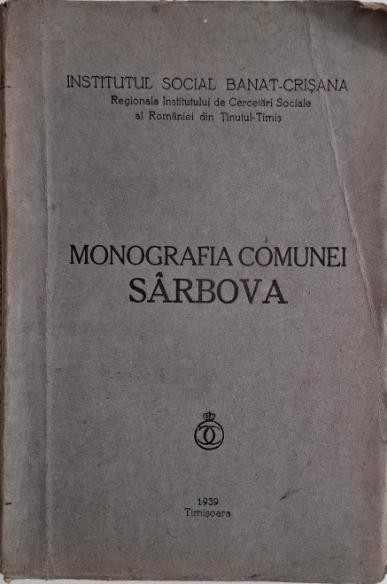 INSTITUTUL SOCIAL BANAT-CRIȘANA
Regionala Institutului de Cercetări Sociale
al României din Ținutul-Timiș
MONOGRAFIA COMUNEI
SÂRBOVA
1939
Timișoara